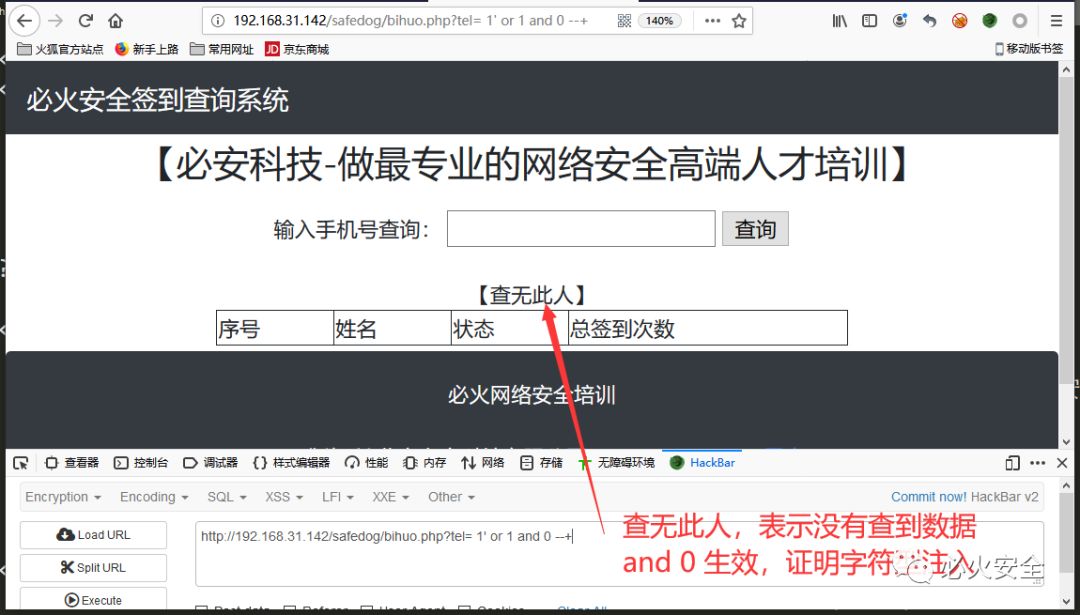 192.168.31.142/safedog/bihuo.php?tel= 1' or 1 and 0 --+
140%
火狐官方站点 新手上路 常用网址 JD 京东商城 移动版书签
必火安全签到查询系统
【必安科技-做最专业的网络安全高端人才培训】
输入手机号查询： 查询
【查无此人】
序号 姓名 状态 总签到次数
必火网络安全培训
查看器 控制台 调试器 {} 样式编辑器 性能 内存 网络 存储 无障碍环境 HackBar
Encryption Encoding SQL XSS LFI XXE Other Commit now! HackBar v2
Load URL
http://192.168.31.142/safedog/bihuo.php?tel= 1' or 1 and 0 --+
Split URL
Execute
查无此人，表示没有查到数据
and 0 生效，证明字符 注入
必火安全
Post data Referer User Agent Cookies Clear All